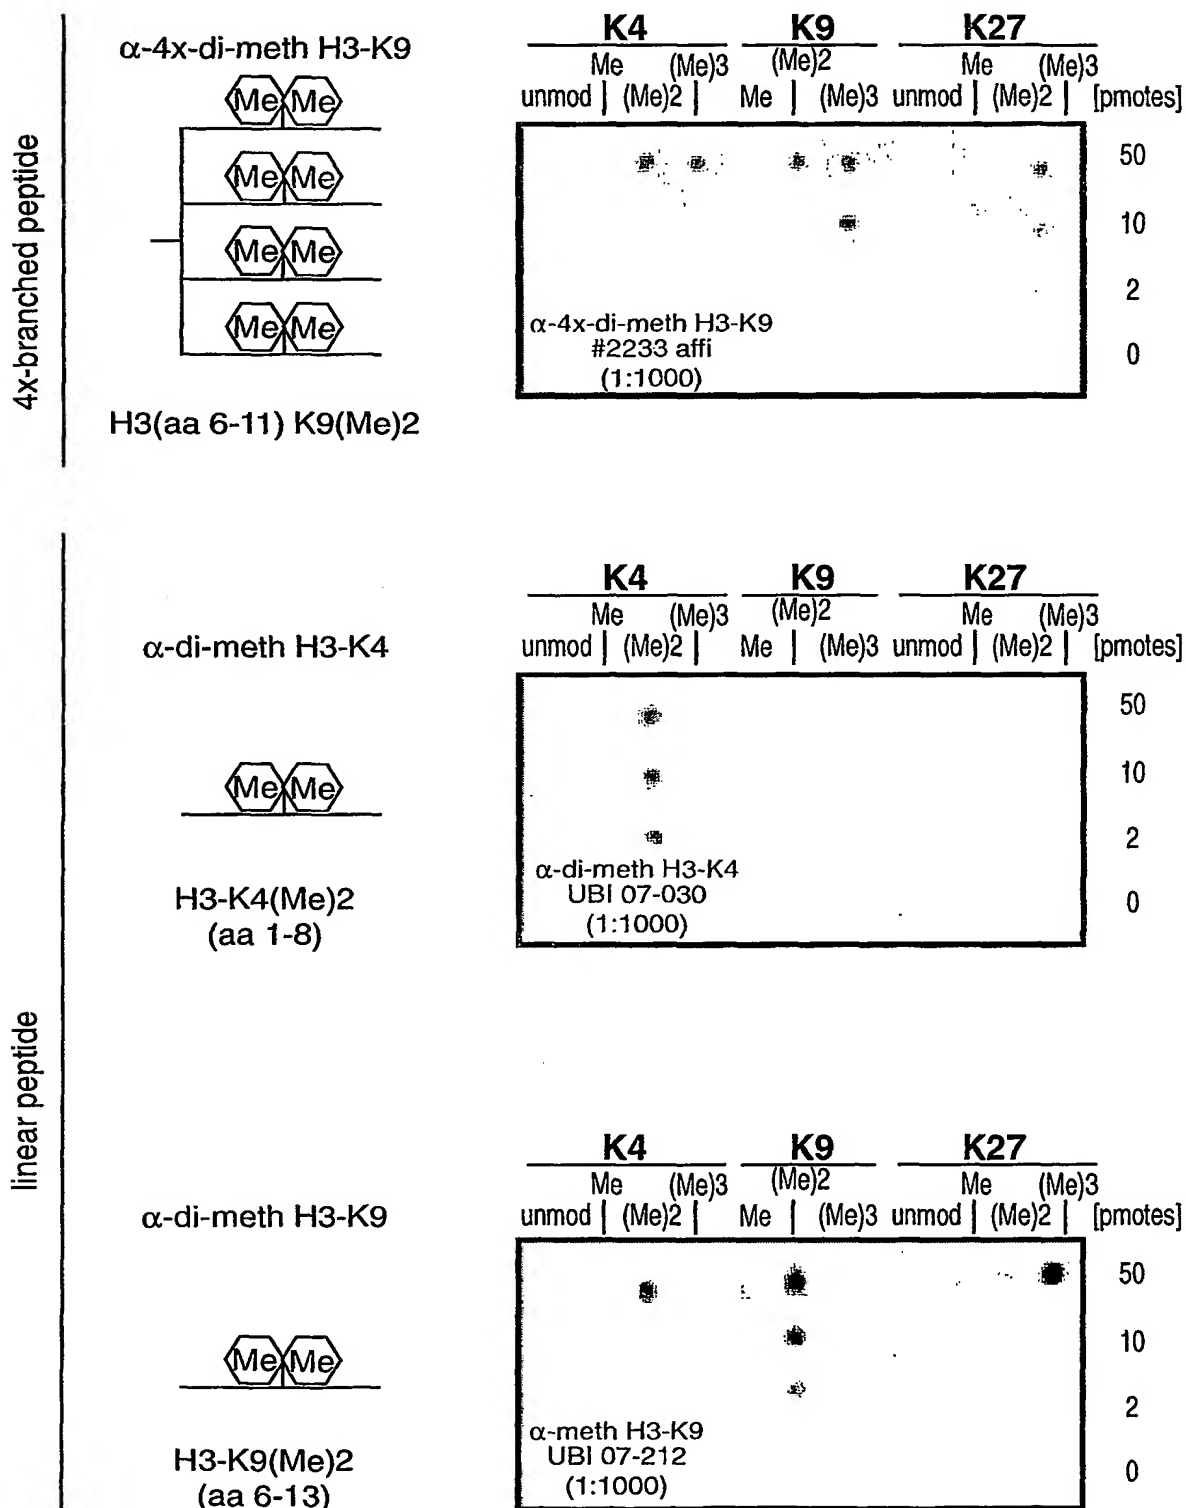 4x-branched peptide
α-4x-di-meth H3-K9
Me Me
Me Me
Me Me
Me Me
H3(aa 6-11) K9(Me)2
K4 K9 K27
Me (Me)3 (Me)2 Me (Me)3
unmod (Me)2 Me (Me)3 unmod (Me)2 [pmotes]
50
10
2
0
α-4x-di-meth H3-K9
#2233 affi
(1:1000)
linear peptide
α-di-meth H3-K4
Me Me
H3-K4(Me)2
(aa 1-8)
K4 K9 K27
Me (Me)3 (Me)2 Me (Me)3
unmod (Me)2 Me (Me)3 unmod (Me)2 [pmotes]
50
10
2
0
α-di-meth H3-K4
UBI 07-030
(1:1000)
α-di-meth H3-K9
Me Me
H3-K9(Me)2
(aa 6-13)
K4 K9 K27
Me (Me)3 (Me)2 Me (Me)3
unmod (Me)2 Me (Me)3 unmod (Me)2 [pmotes]
50
10
2
0
α-meth H3-K9
UBI 07-212
(1:1000)